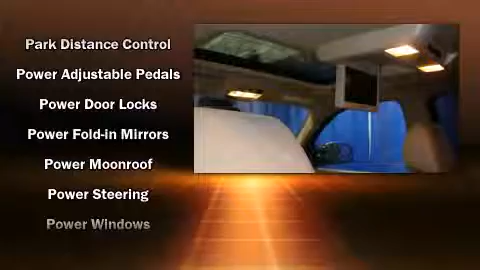 Park Distance Control
Power Adjustable Pedals
Power Door Locks
Power Fold-in Mirrors
Power Moonroof
Power Steering
Power Windows